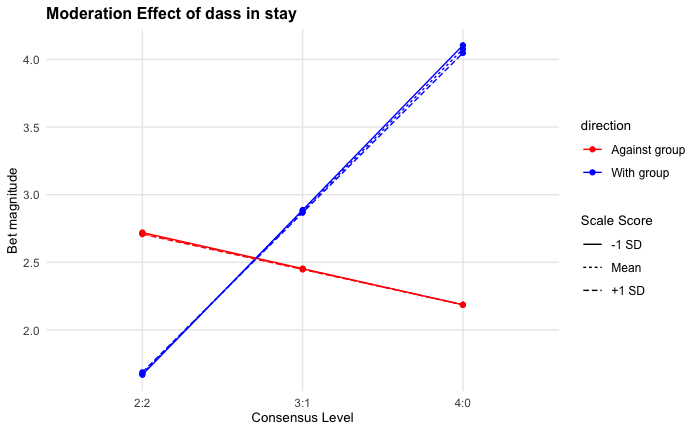 Moderation Effect of dass in stay
4.0
3.5
3.0
2.5
2.0
Bet magnitude
2:2
3:1
4:0
Consensus Level
direction
Against group
With group
Scale Score
-1 SD
Mean
+1 SD